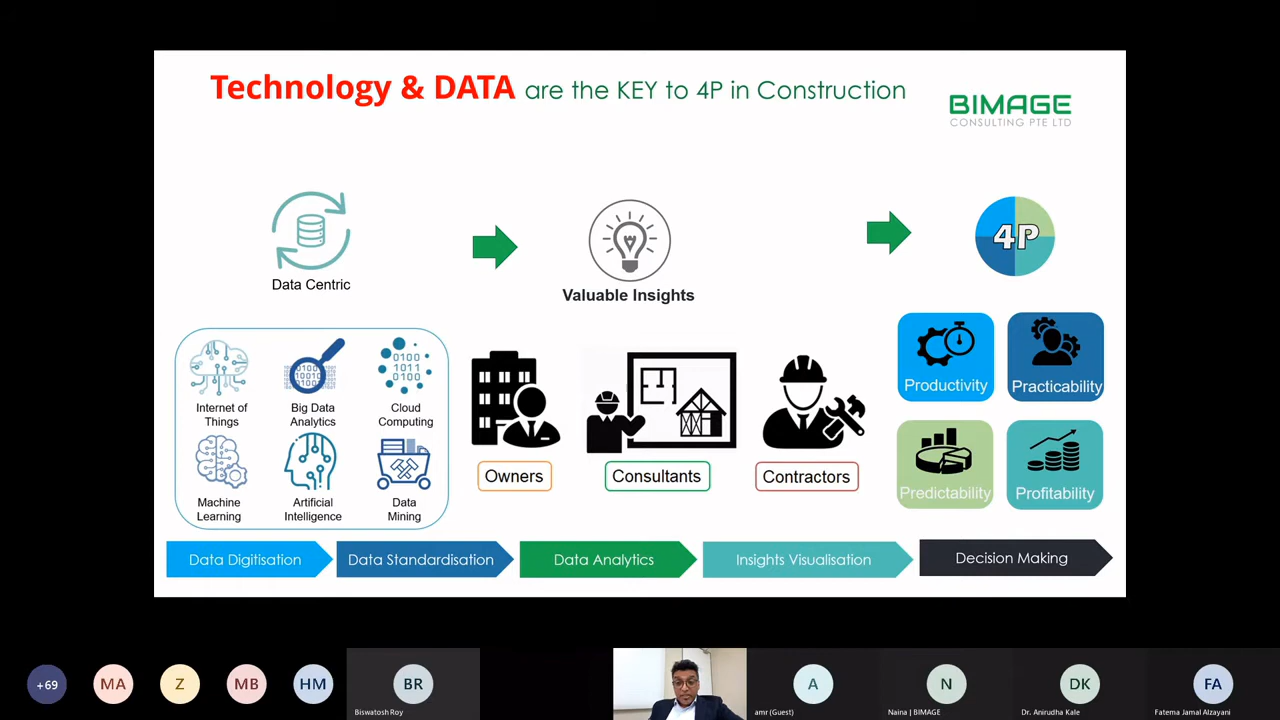 Technology & DATA are the KEY to 4P in Construction
BIMAGE
CONSULTING PTE LTD
Data Centric
Valuable Insights
4P
Internet of
Things
Big Data
Analytics
Cloud
Computing
Machine
Learning
Artificial
Intelligence
Data
Mining
Owners
Consultants
Contractors
Productivity
Practicability
Predictability
Profitability
Data Digitisation
Data Standardisation
Data Analytics
Insights Visualisation
Decision Making
+69
MA
Z
MB
HM
BR
Biswatosh Roy
A
amr (Guest)
N
Naina | BIMAGE
DK
Dr. Anirudha Kale
FA
Fatema Jamal Alzayani